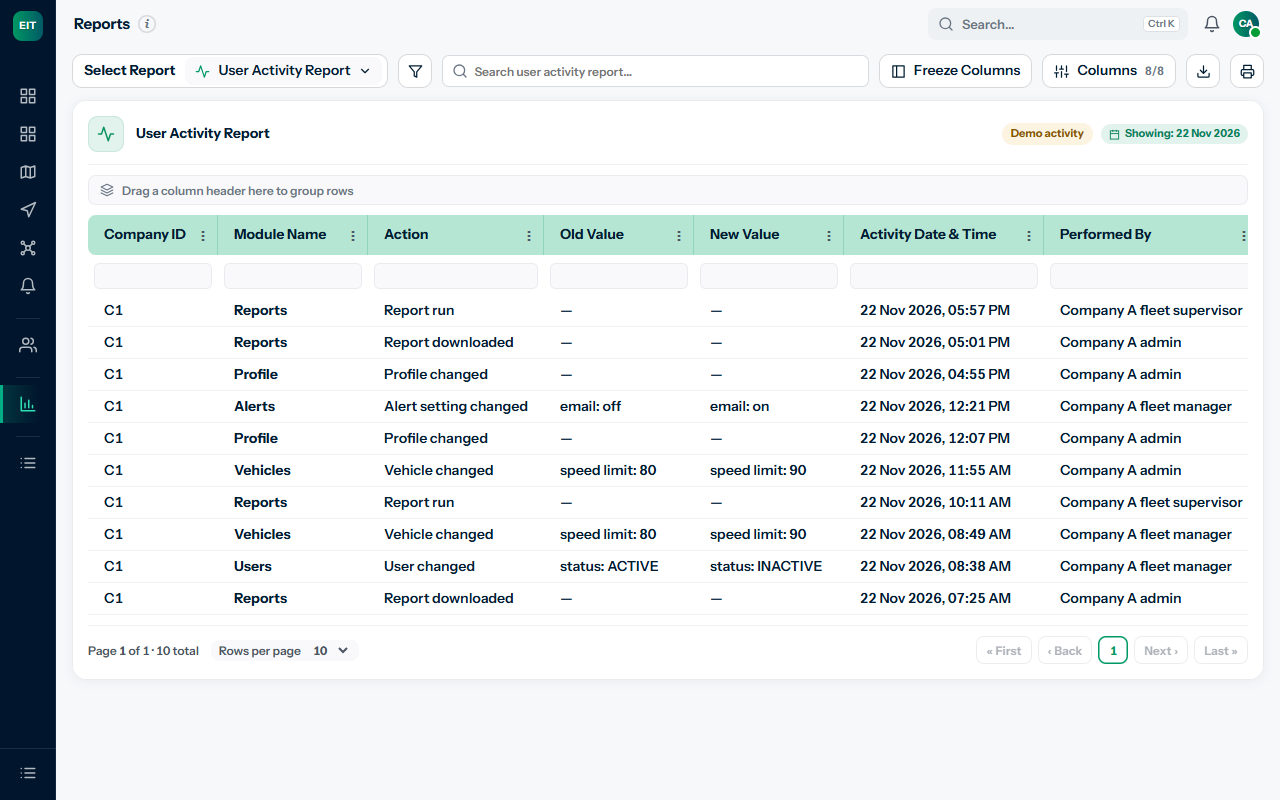 EIT
Reports
Search...
Ctrl K
CA
Select Report
User Activity Report
Search user activity report...
Freeze Columns
Columns 8/8
User Activity Report
Demo activity
Showing: 22 Nov 2026
Drag a column header here to group rows
Company ID Module Name Action Old Value New Value Activity Date & Time Performed By
C1 Reports Report run — — 22 Nov 2026, 05:57 PM Company A fleet supervisor
C1 Reports Report downloaded — — 22 Nov 2026, 05:01 PM Company A admin
C1 Profile Profile changed — — 22 Nov 2026, 04:55 PM Company A admin
C1 Alerts Alert setting changed email: off email: on 22 Nov 2026, 12:21 PM Company A fleet manager
C1 Profile Profile changed — — 22 Nov 2026, 12:07 PM Company A admin
C1 Vehicles Vehicle changed speed limit: 80 speed limit: 90 22 Nov 2026, 11:55 AM Company A admin
C1 Reports Report run — — 22 Nov 2026, 10:11 AM Company A fleet supervisor
C1 Vehicles Vehicle changed speed limit: 80 speed limit: 90 22 Nov 2026, 08:49 AM Company A fleet manager
C1 Users User changed status: ACTIVE status: INACTIVE 22 Nov 2026, 08:38 AM Company A fleet manager
C1 Reports Report downloaded — — 22 Nov 2026, 07:25 AM Company A admin
Page 1 of 1 · 10 total Rows per page 10
« First ‹ Back 1 Next › Last »